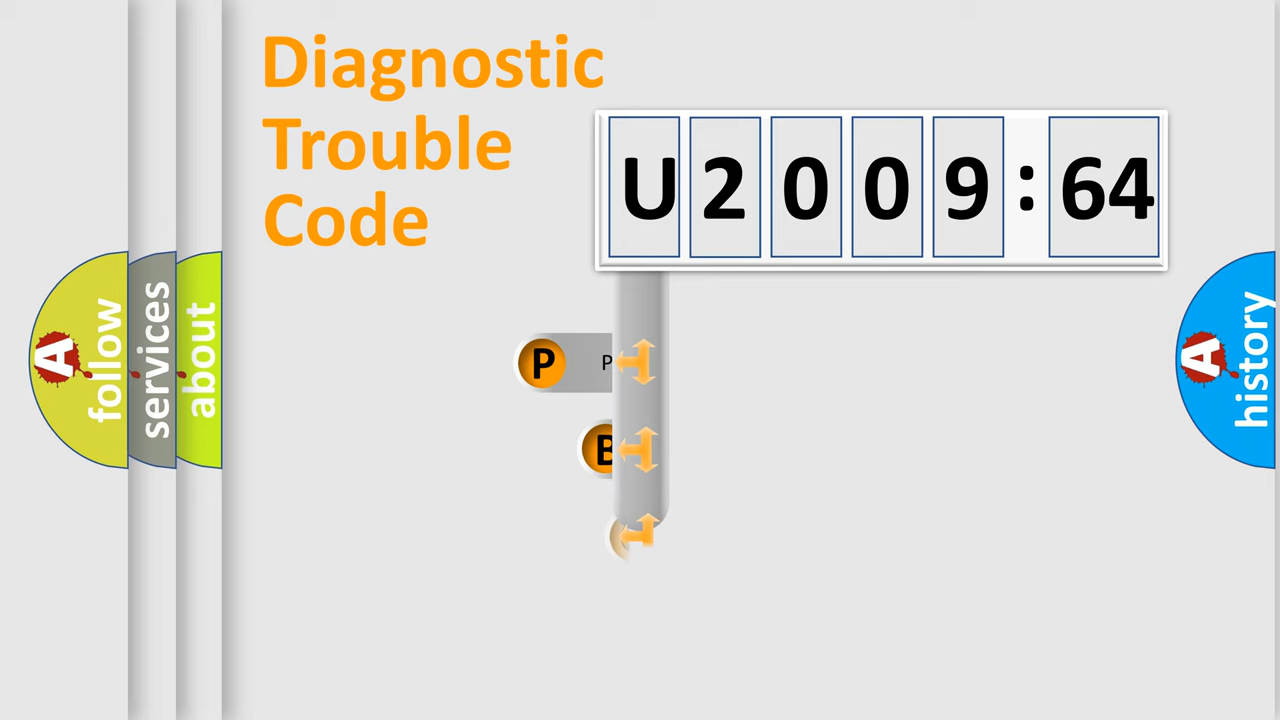 Diagnostic
Trouble
Code
U2009:64
P P
B
A follow
services
about
A history